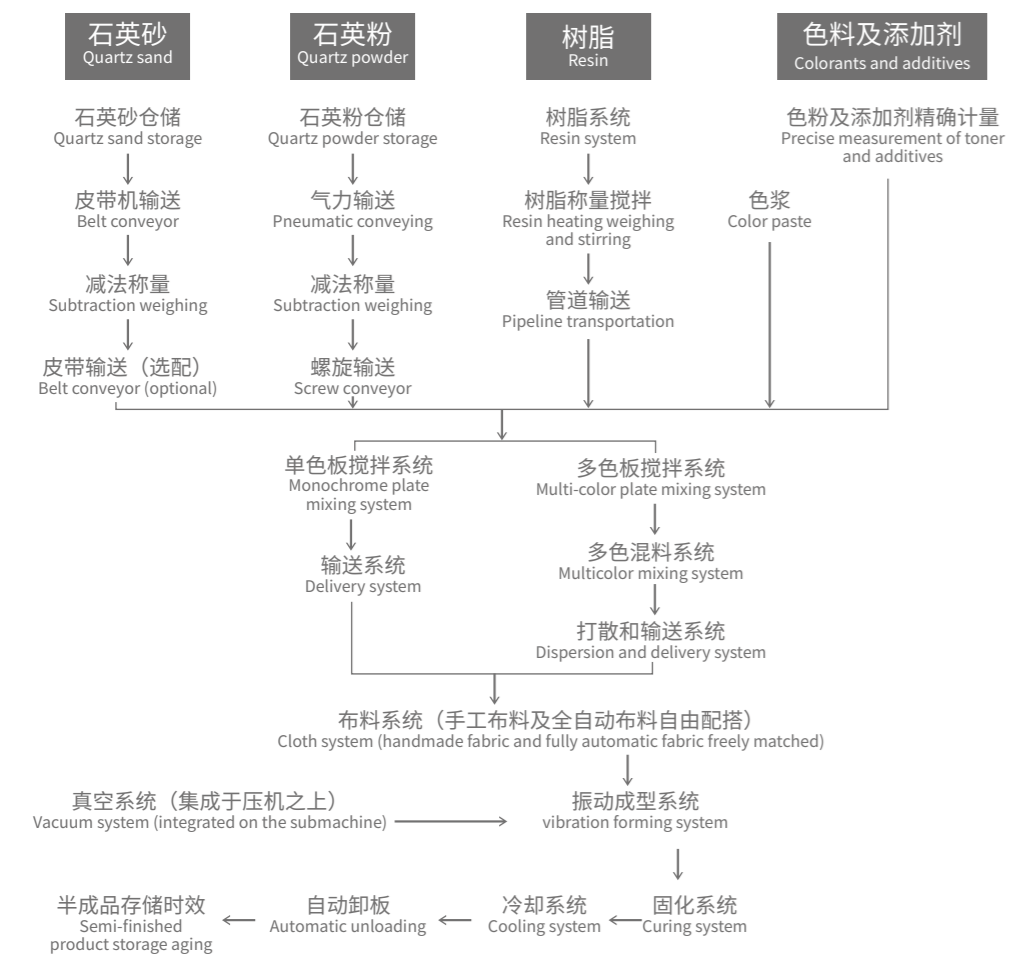 石英砂
Quartz sand
石英粉
Quartz powder
树脂
Resin
色料及添加剂
Colorants and additives
石英砂仓储
Quartz sand storage
石英粉仓储
Quartz powder storage
树脂系统
Resin system
色粉及添加剂精确计量
Precise measurement of toner
and additives
皮带机输送
Belt conveyor
气力输送
Pneumatic conveying
树脂称量搅拌
Resin heating weighing
and stirring
色浆
Color paste
减法称量
Subtraction weighing
减法称量
Subtraction weighing
管道输送
Pipeline transportation
皮带输送（选配）
Belt conveyor (optional)
螺旋输送
Screw conveyor
单色板搅拌系统
Monochrome plate
mixing system
多色板搅拌系统
Multi-color plate mixing system
输送系统
Delivery system
多色混料系统
Multicolor mixing system
打散和输送系统
Dispersion and delivery system
布料系统（手工布料及全自动布料自由配搭）
Cloth system (handmade fabric and fully automatic fabric freely matched)
真空系统（集成于压机之上）
Vacuum system (integrated on the submachine)
振动成型系统
vibration forming system
半成品存储时效
Semi-finished
product storage aging
自动卸板
Automatic unloading
冷却系统
Cooling system
固化系统
Curing system